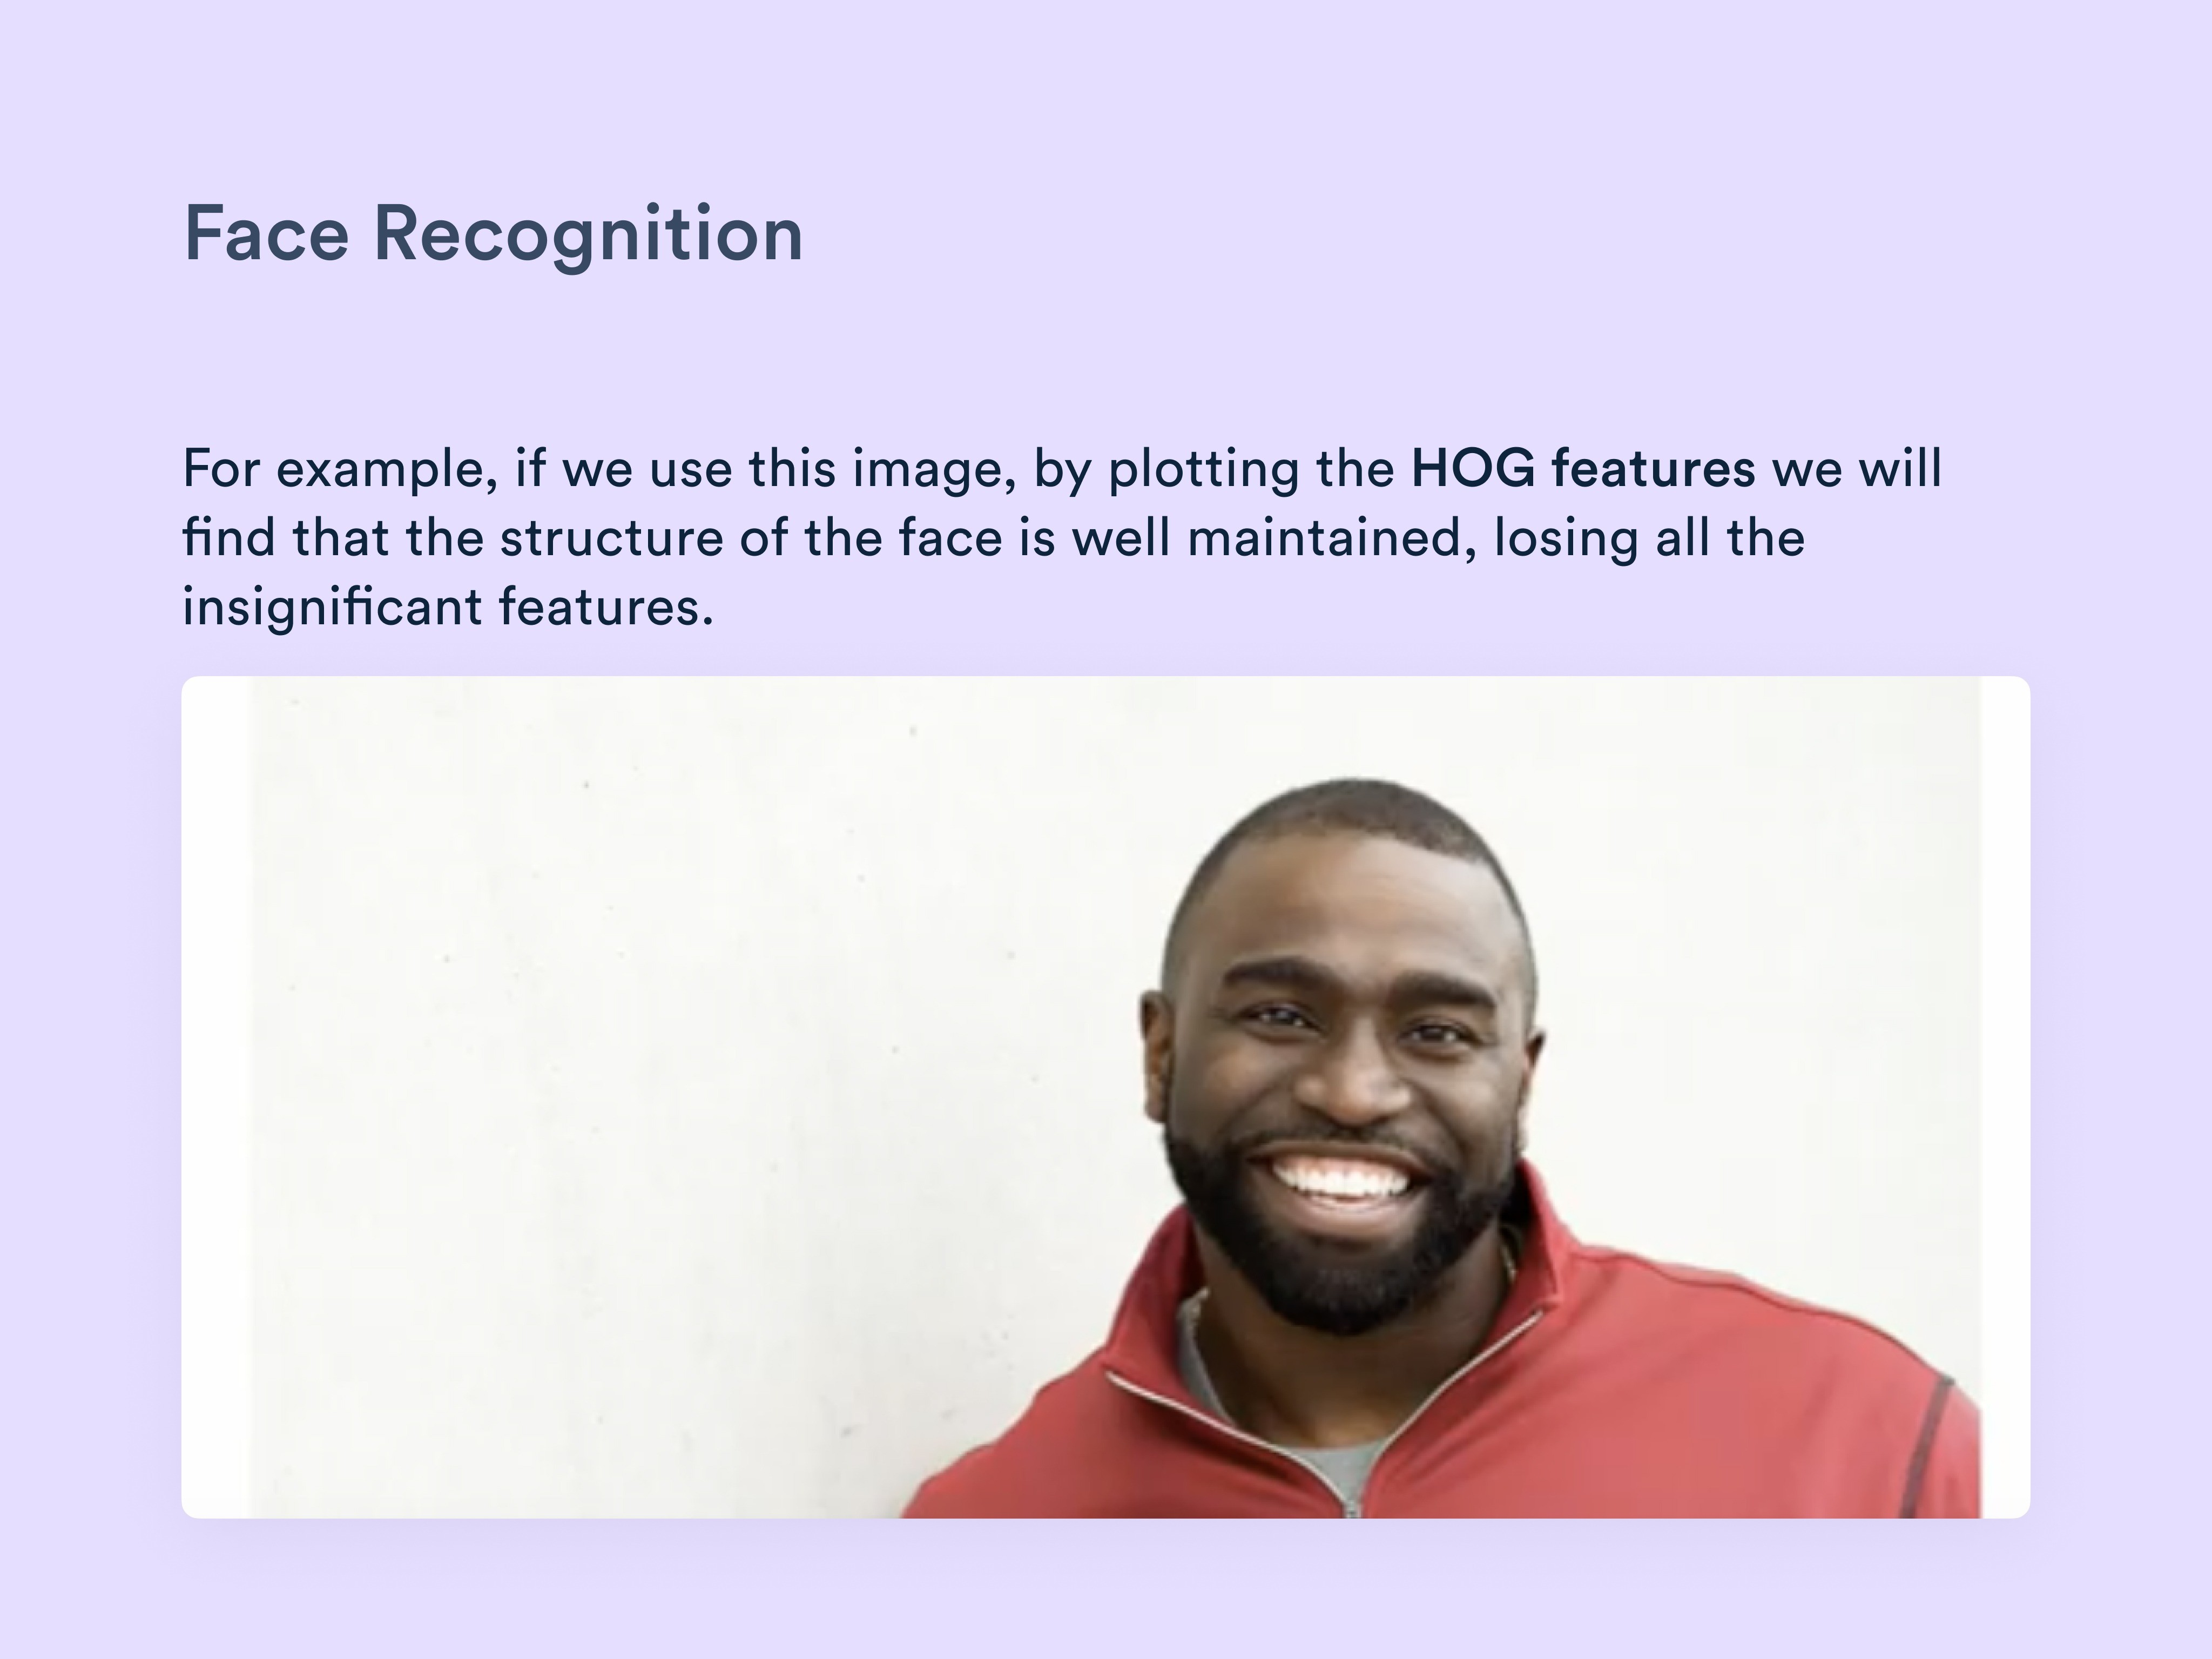 Face Recognition
For example, if we use this image, by plotting the HOG features we will
find that the structure of the face is well maintained, losing all the
insignificant features.